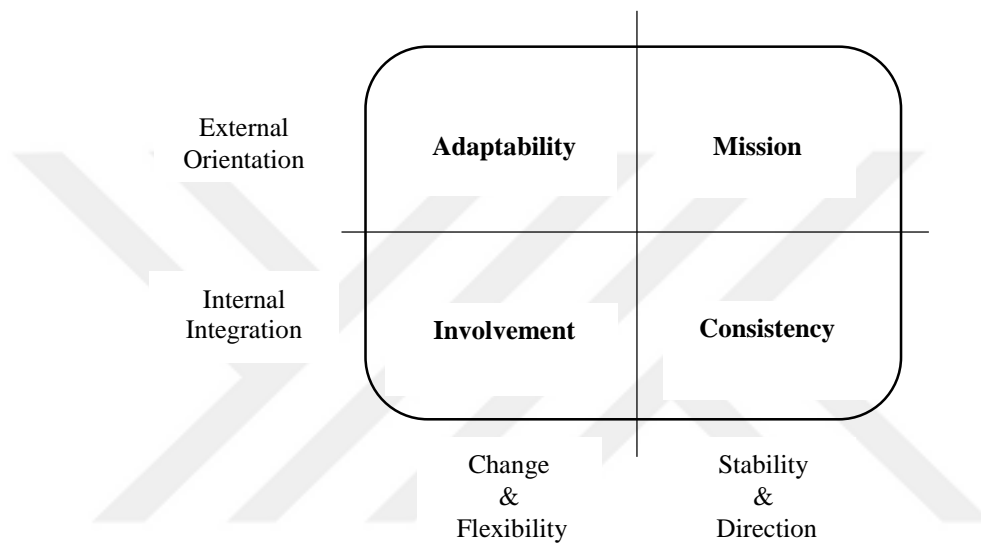 External
Orientation
Adaptability
Mission
Internal
Integration
Involvement
Consistency
Change
&
Flexibility
Stability
&
Direction